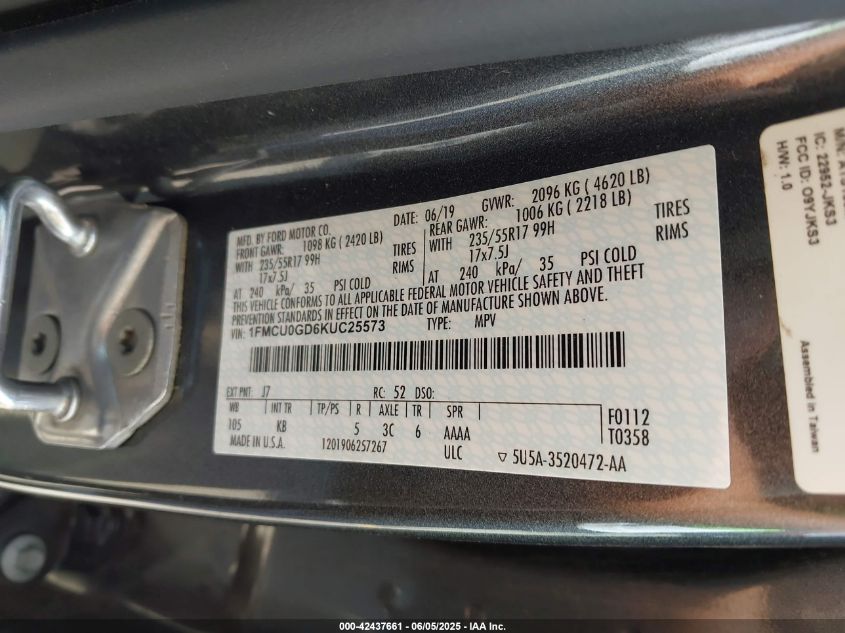 MFD. BY FORD MOTOR CO.
DATE: 06/19 GVWR: 2096 KG ( 4620 LB)
FRONT GAWR: 1098 KG ( 2420 LB)
REAR GAWR: 1006 KG ( 2218 LB)
WITH 235/55R17 99H TIRES
WITH 235/55R17 99H TIRES
17x7.5J RIMS
17x7.5J RIMS
AT 240 kPa/ 35 PSI COLD
AT 240 kPa/ 35 PSI COLD
THIS VEHICLE CONFORMS TO ALL APPLICABLE FEDERAL MOTOR VEHICLE SAFETY AND THEFT
PREVENTION STANDARDS IN EFFECT ON THE DATE OF MANUFACTURE SHOWN ABOVE.
VIN: 1FMCU0GD6KUC25573 TYPE: MPV
EXT PNT: J7 RC: 52 DSO:
WB INT TR TP/PS R AXLE TR SPR
105 KB 5 3C 6 AAAA
F0112
T0358
MADE IN U.S.A. 1201906257267 ULC
▽ 5U5A-3520472-AA
M/N:
IC: 22952-JKS3
FCC ID: O9YJKS3
H/W: 1.0
Assembled in Taiwan
000-42437661 - 06/05/2025 - IAA Inc.